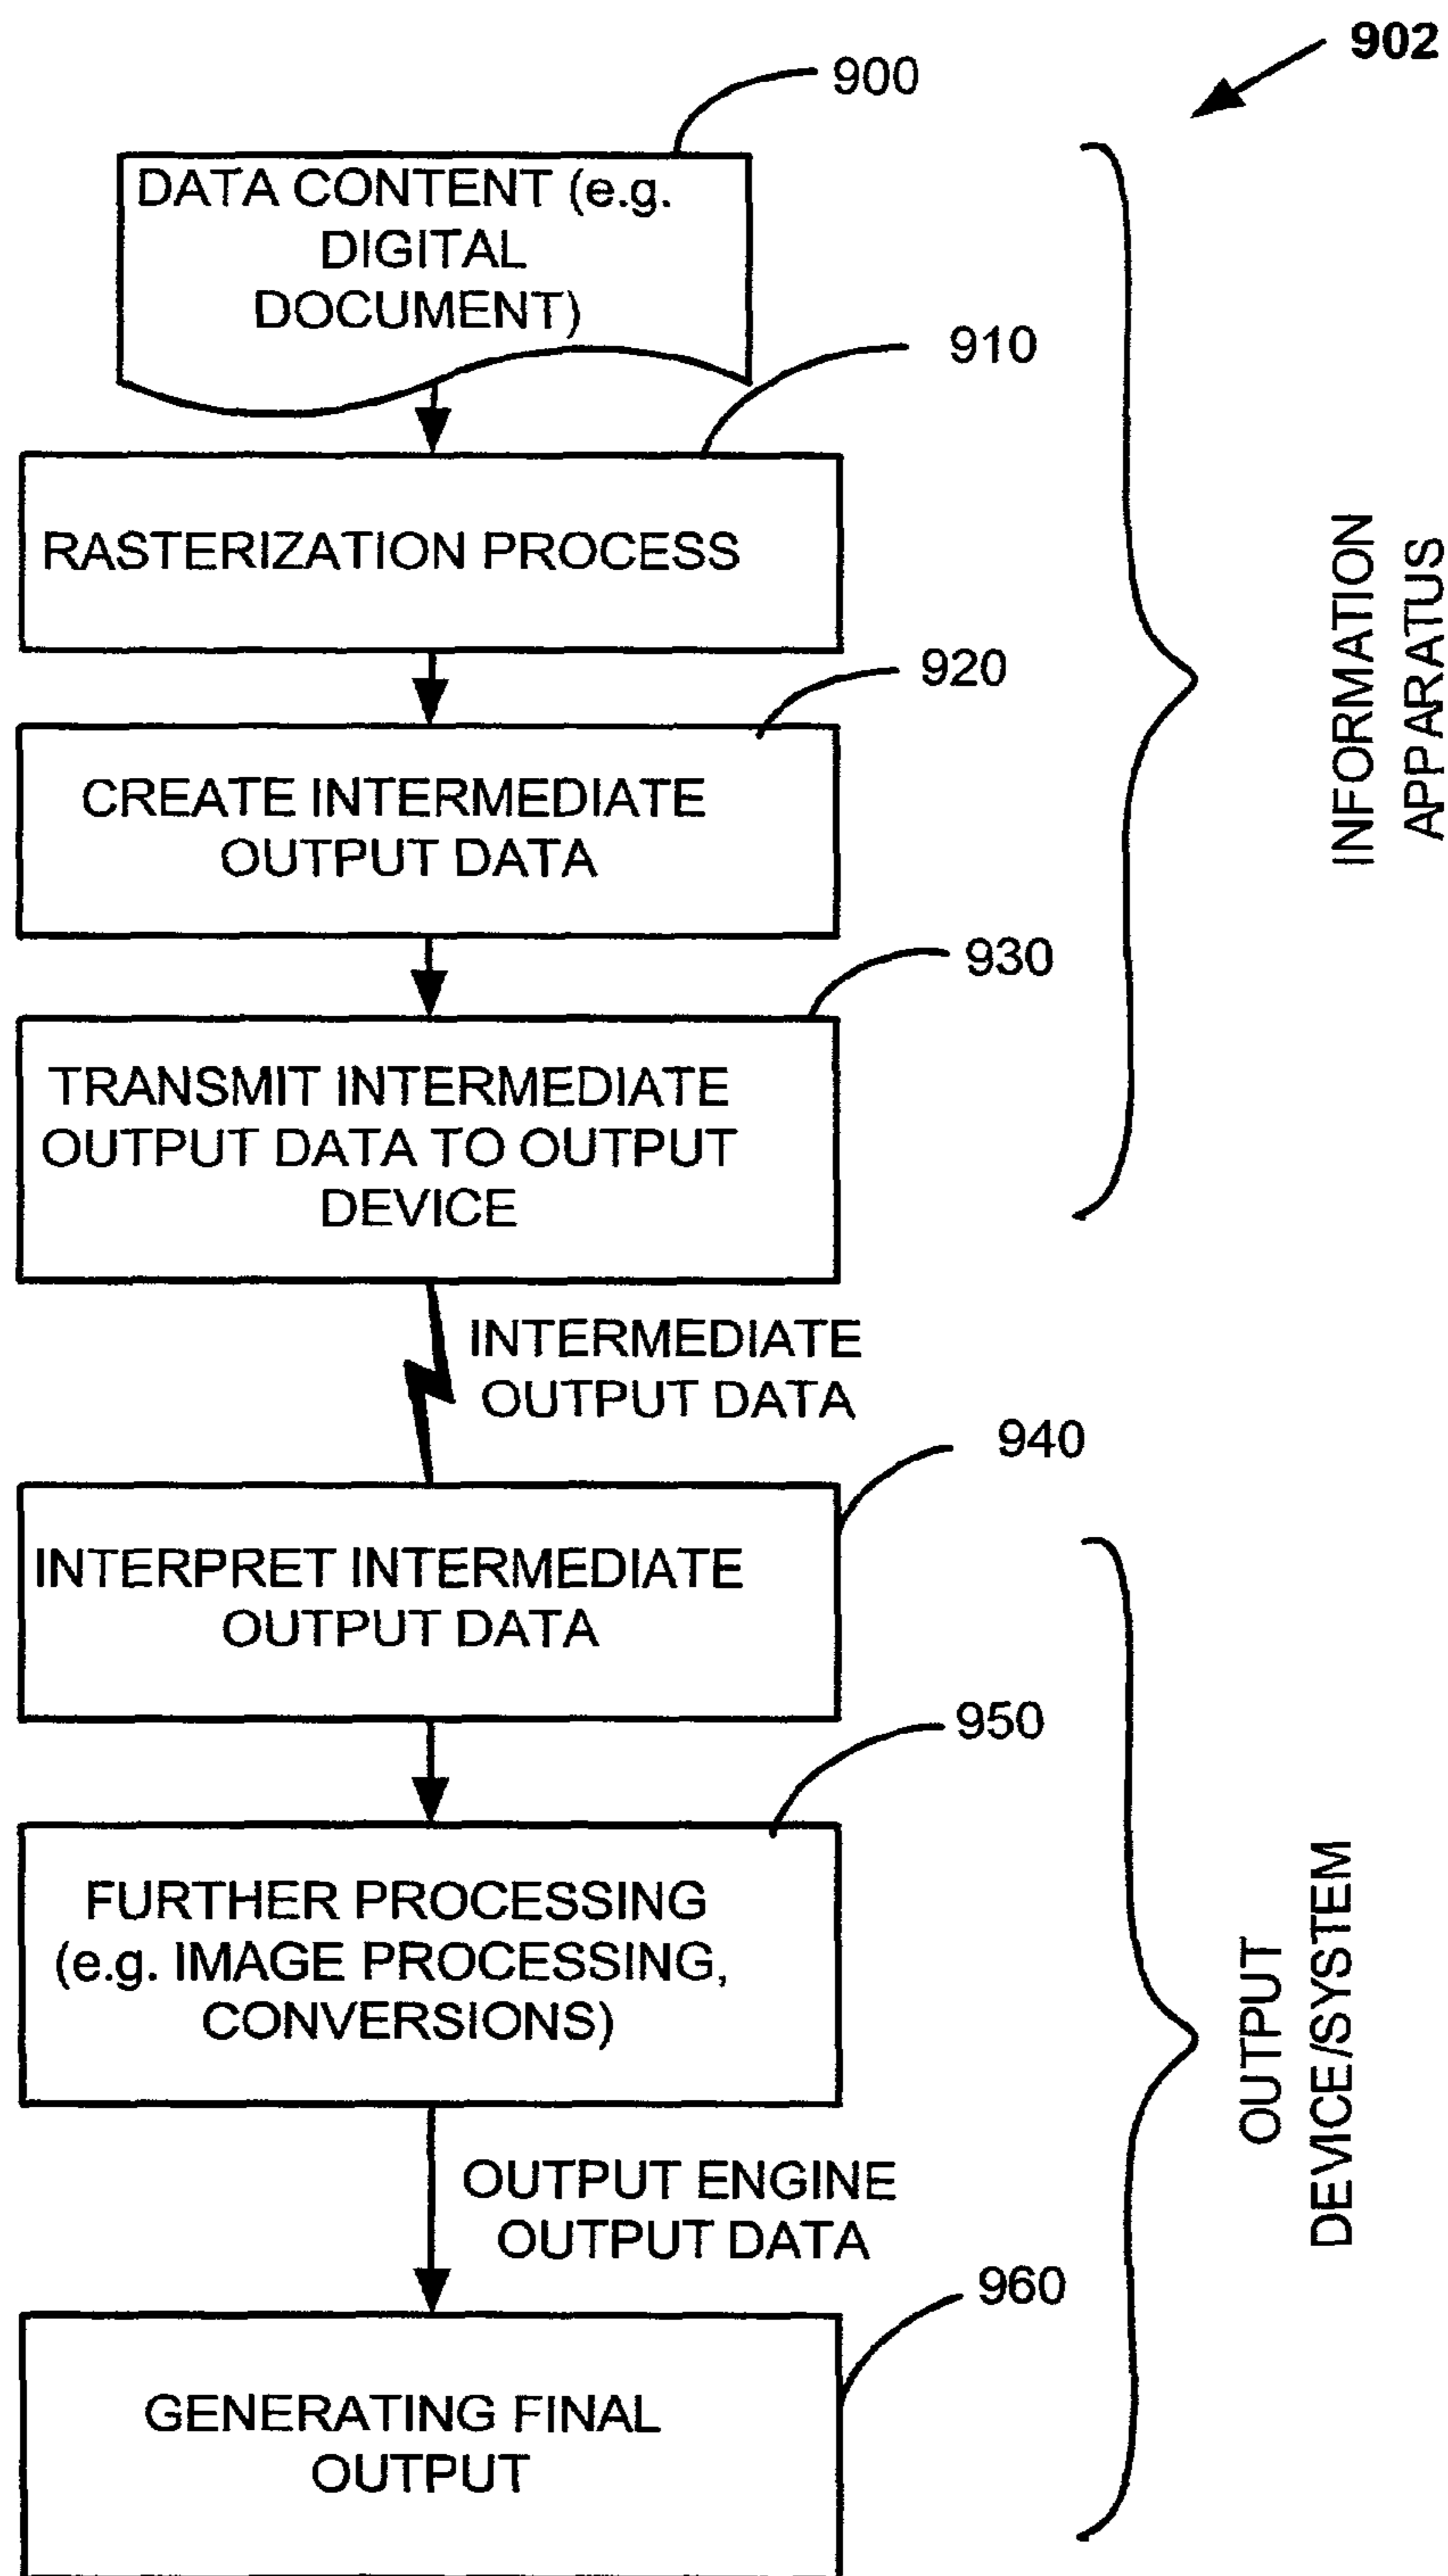 902
900
DATA CONTENT (e.g.
DIGITAL
DOCUMENT)
910
RASTERIZATION PROCESS
920
CREATE INTERMEDIATE
OUTPUT DATA
930
TRANSMIT INTERMEDIATE
OUTPUT DATA TO OUTPUT
DEVICE
INFORMATION
APPARATUS
INTERMEDIATE
OUTPUT DATA
940
INTERPRET INTERMEDIATE
OUTPUT DATA
950
FURTHER PROCESSING
(e.g. IMAGE PROCESSING,
CONVERSIONS)
OUTPUT ENGINE
OUTPUT DATA
960
GENERATING FINAL
OUTPUT
OUTPUT
DEVICE/SYSTEM